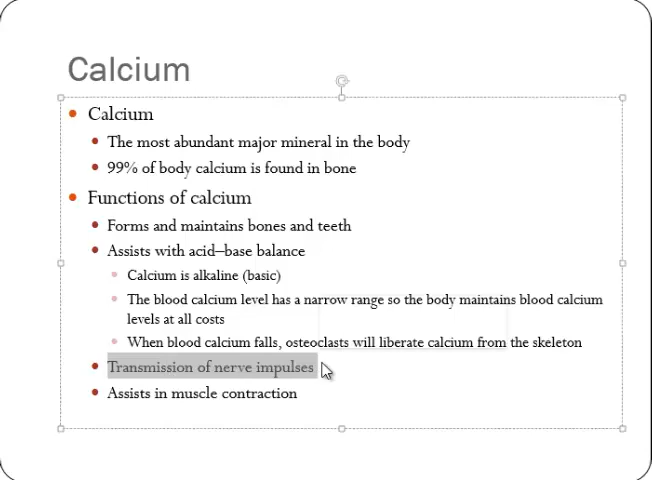 Calcium
Calcium
The most abundant major mineral in the body
99% of body calcium is found in bone
Functions of calcium
Forms and maintains bones and teeth
Assists with acid–base balance
Calcium is alkaline (basic)
The blood calcium level has a narrow range so the body maintains blood calcium
levels at all costs
When blood calcium falls, osteoclasts will liberate calcium from the skeleton
Transmission of nerve impulses
Assists in muscle contraction